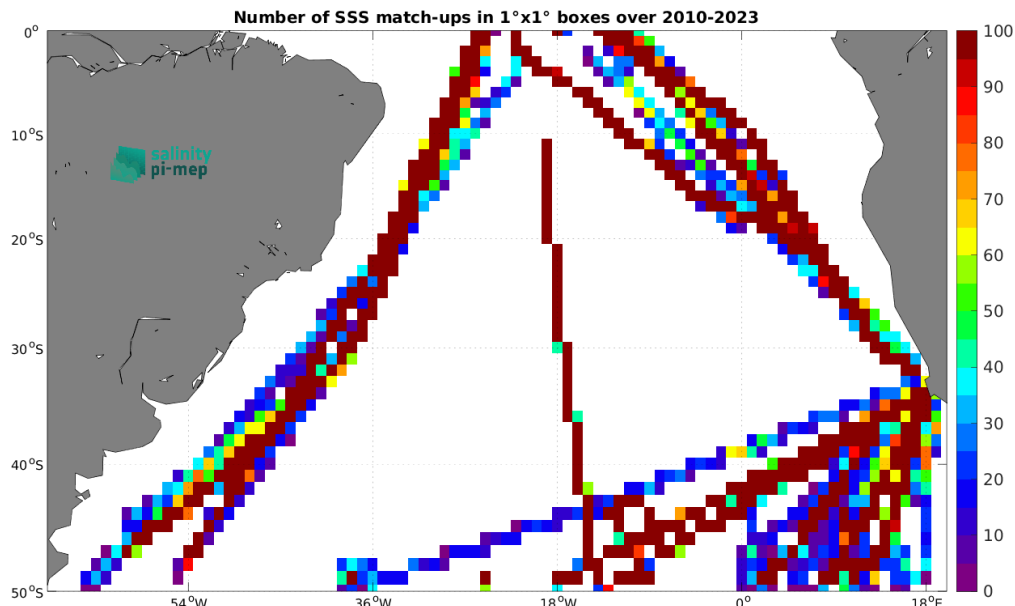 Number of SSS match-ups in 1°x1° boxes over 2010-2023
0°
10°S
20°S
30°S
40°S
50°S
54°W
36°W
18°W
0°
18°E
salinity
pi-mep
100
90
80
70
60
50
40
30
20
10
0